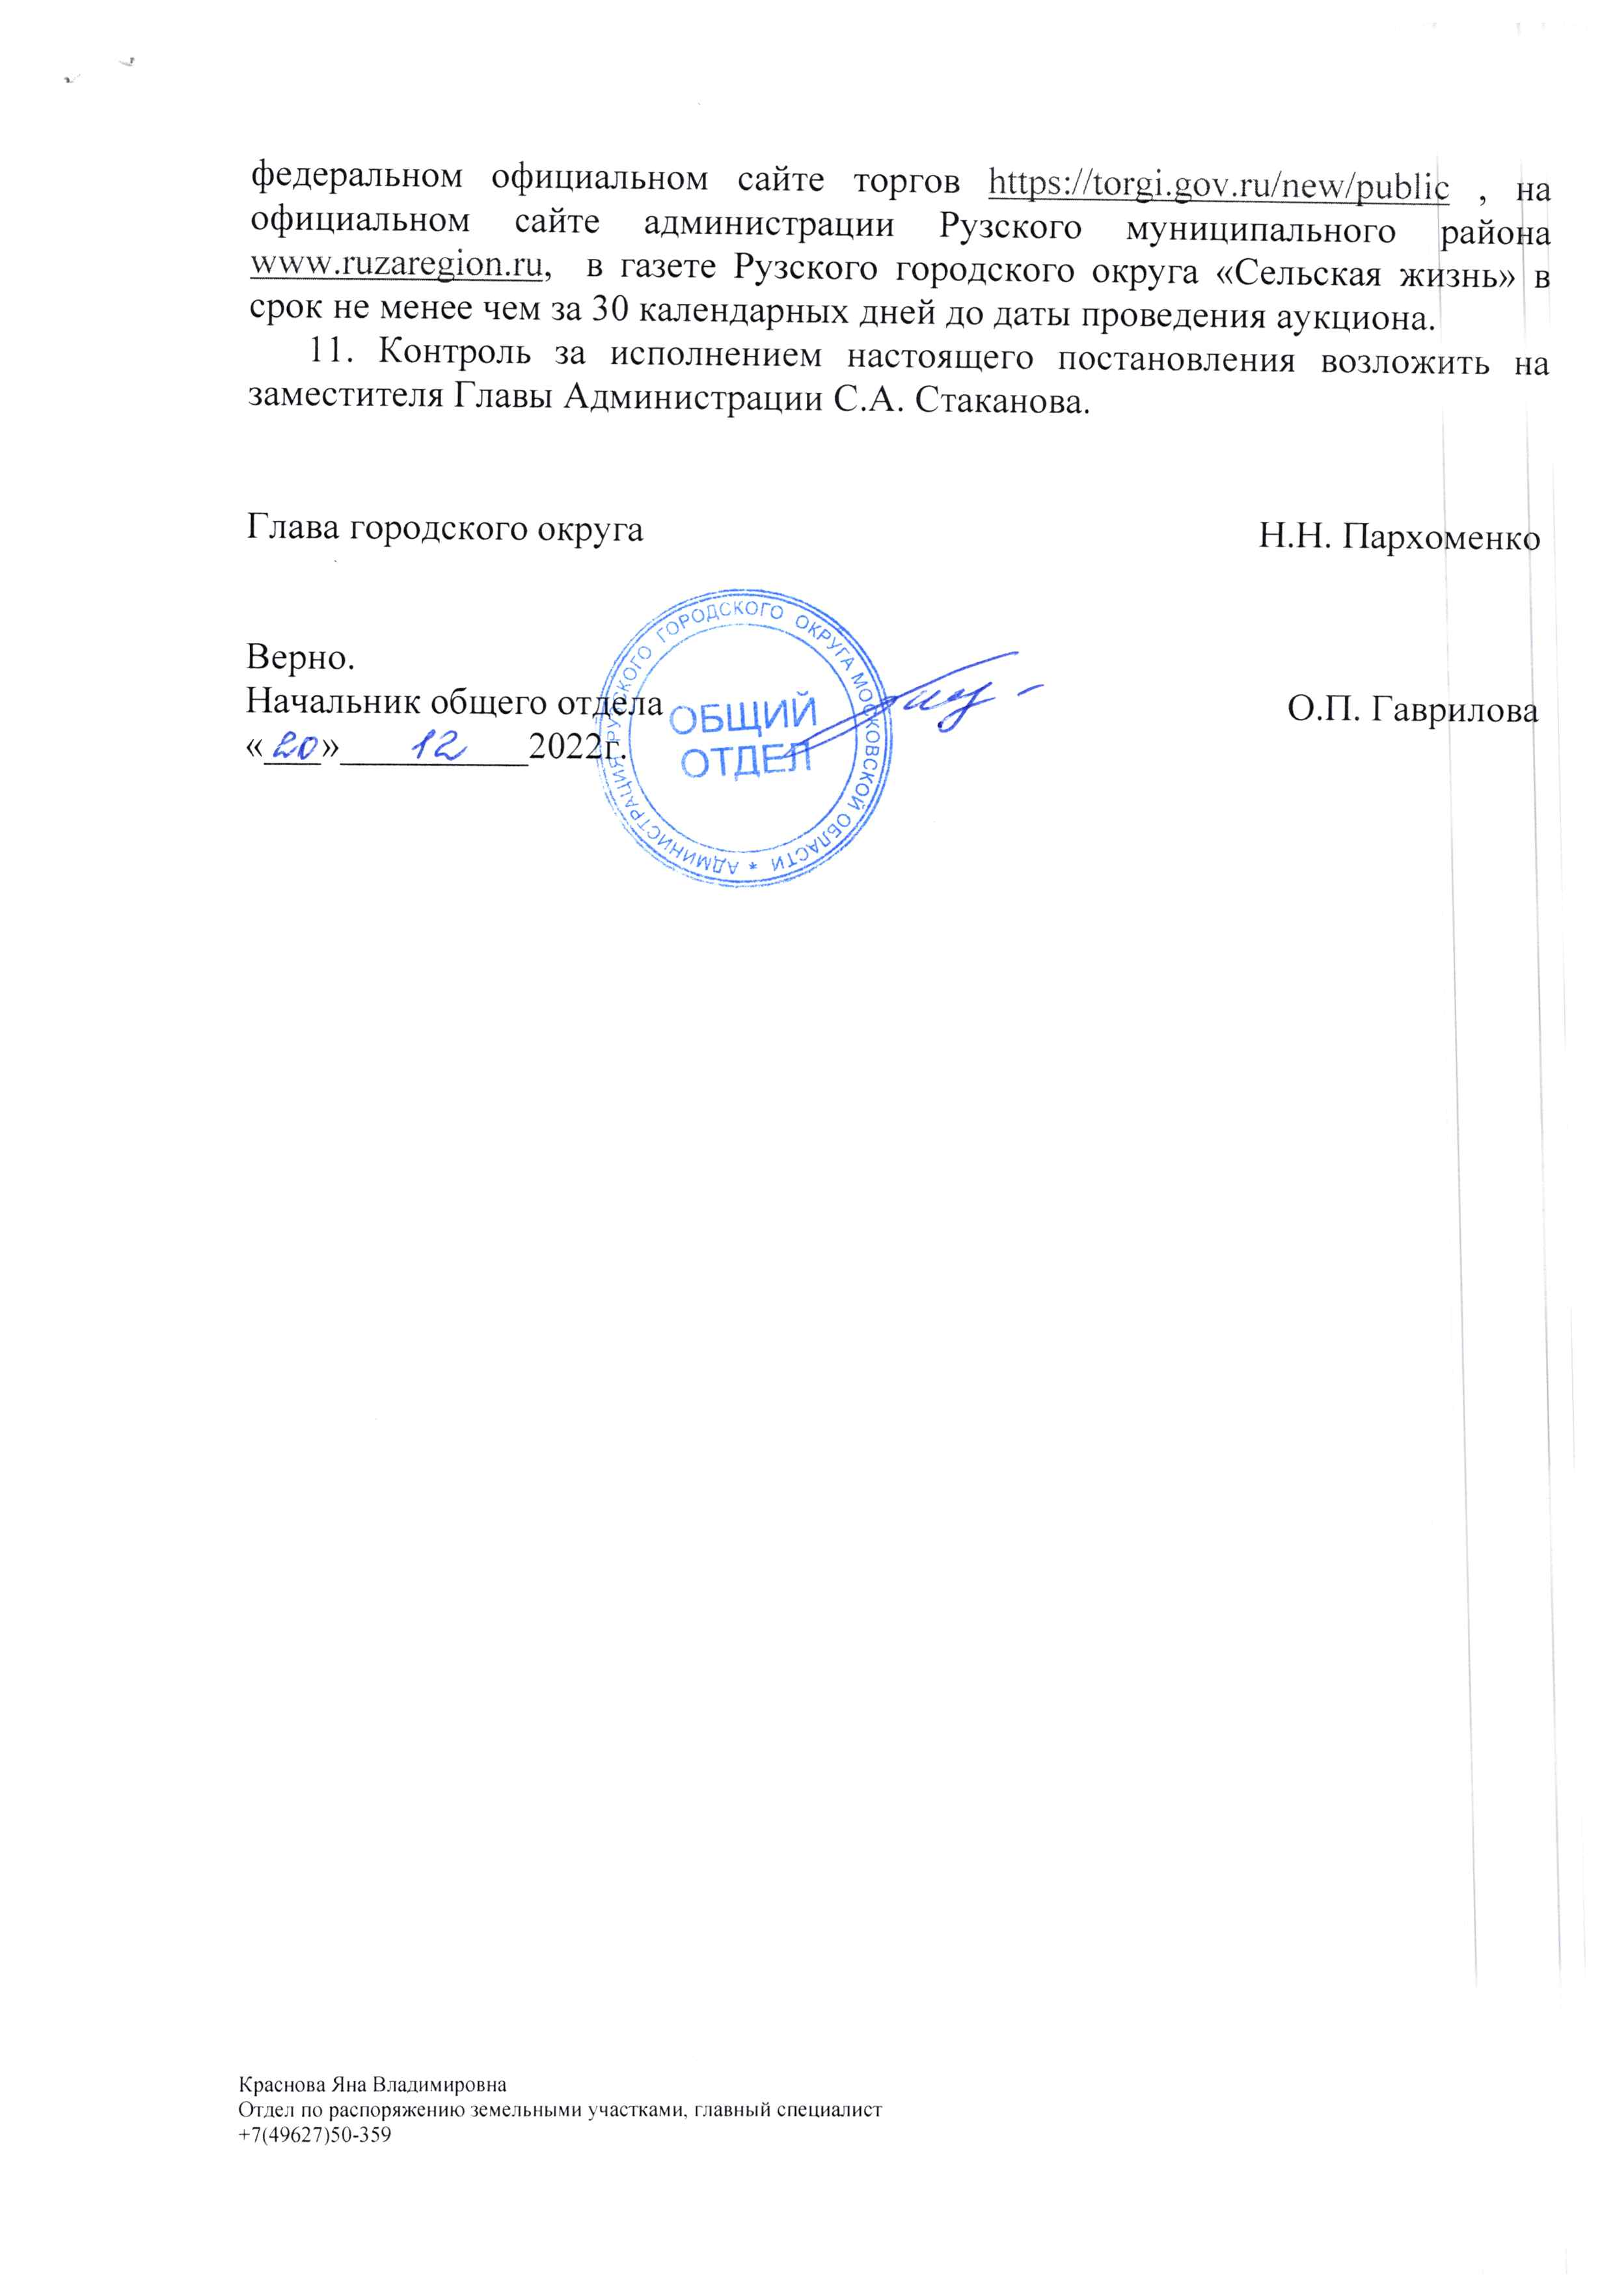 федеральном официальном сайте торгов https://torgi.gov.ru/new/public , на
официальном сайте администрации Рузского муниципального района
www.ruzaregion.ru, в газете Рузского городского округа «Сельская жизнь» в
срок не менее чем за 30 календарных дней до даты проведения аукциона.
11. Контроль за исполнением настоящего постановления возложить на
заместителя Главы Администрации С.А. Стаканова.
Глава городского округа Н.Н. Пархоменко
Верно.
Начальник общего отдела О.П. Гаврилова
«20» 12 2022г.
АДМИНИСТРАЦИЯ РУЗСКОГО ГОРОДСКОГО ОКРУГА МОСКОВСКОЙ ОБЛАСТИ *
ОБЩИЙ
ОТДЕЛ
Краснова Яна Владимировна
Отдел по распоряжению земельными участками, главный специалист
+7(49627)50-359